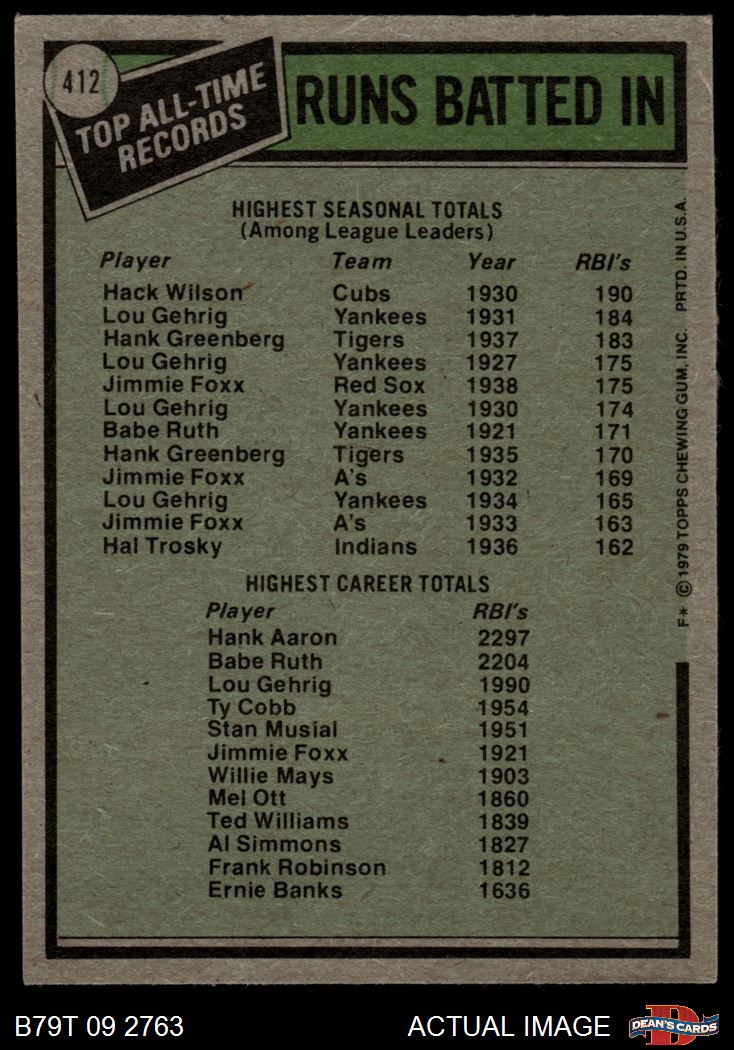 412
TOP ALL-TIME
RECORDS
RUNS BATTED IN
HIGHEST SEASONAL TOTALS
(Among League Leaders)
Player Team Year RBI's
Hack Wilson Cubs 1930 190
Lou Gehrig Yankees 1931 184
Hank Greenberg Tigers 1937 183
Lou Gehrig Yankees 1927 175
Jimmie Foxx Red Sox 1938 175
Lou Gehrig Yankees 1930 174
Babe Ruth Yankees 1921 171
Hank Greenberg Tigers 1935 170
Jimmie Foxx A's 1932 169
Lou Gehrig Yankees 1934 165
Jimmie Foxx A's 1933 163
Hal Trosky Indians 1936 162
HIGHEST CAREER TOTALS
Player RBI's
Hank Aaron 2297
Babe Ruth 2204
Lou Gehrig 1990
Ty Cobb 1954
Stan Musial 1951
Jimmie Foxx 1921
Willie Mays 1903
Mel Ott 1860
Ted Williams 1839
Al Simmons 1827
Frank Robinson 1812
Ernie Banks 1636
F* © 1979 TOPPS CHEWING GUM, INC. PRTD. IN U.S.A.
B79T 09 2763 ACTUAL IMAGE
D
DEAN'S CARDS